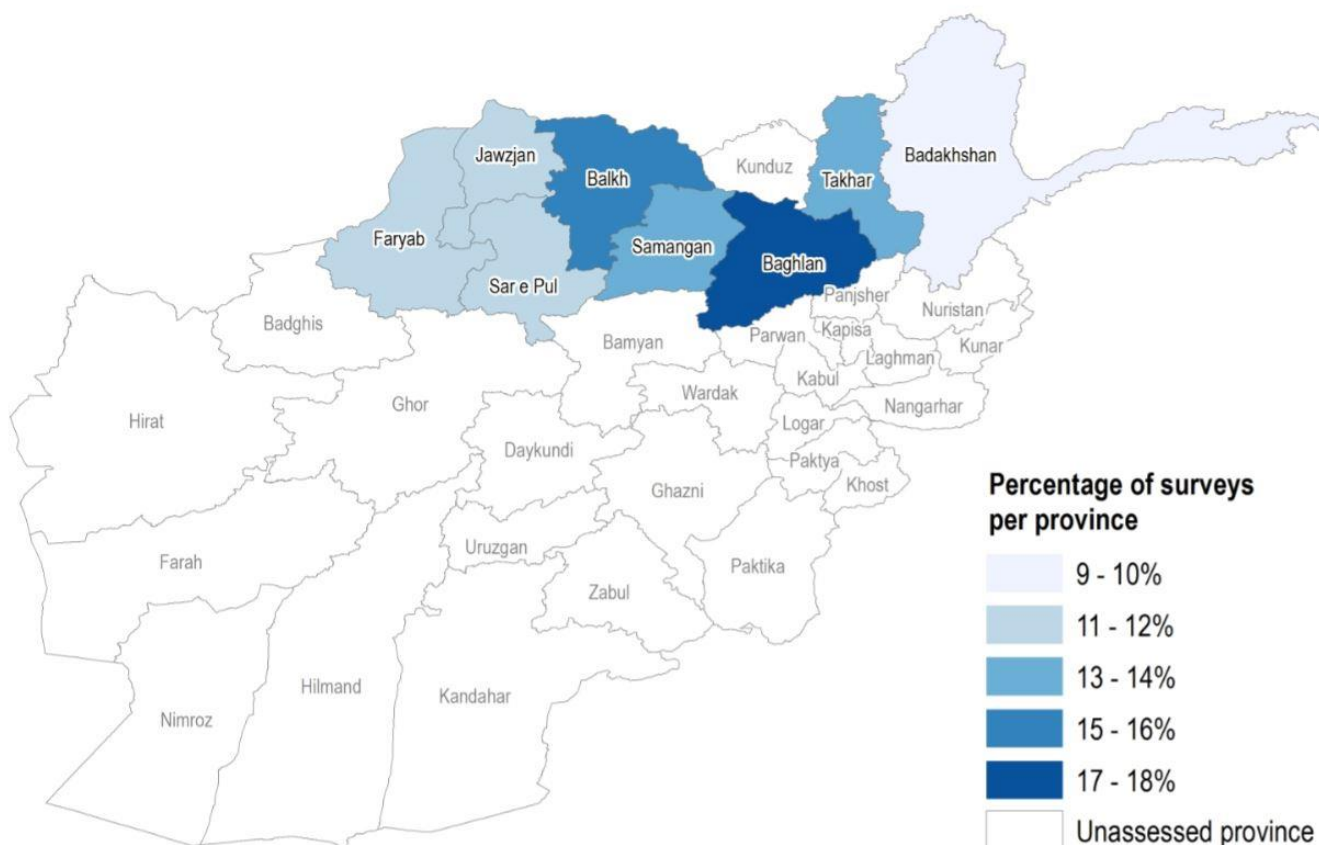 Jawzjan
Balkh
Kunduz
Takhar
Badakhshan
Faryab
Samangan
Baghlan
Sar e Pul
Badghis
Panjsher
Nuristan
Bamyan
Parwan
Kapisa
Laghman
Kunar
Kabul
Wardak
Nangarhar
Hirat
Ghor
Logar
Daykundi
Paktya
Khost
Ghazni
Uruzgan
Farah
Zabul
Paktika
Hilmand
Kandahar
Nimroz
Percentage of surveys
per province
9 - 10%
11 - 12%
13 - 14%
15 - 16%
17 - 18%
Unassessed province